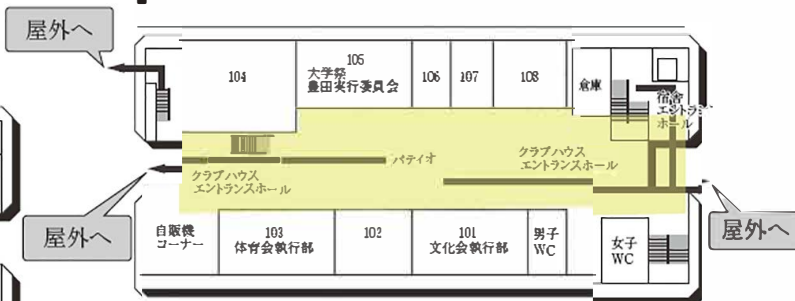 屋外へ
104
105
大学祭
豊田実行委員会
106
107
108
倉庫
宿舎
エントランス
ホール
パティオ
クラブハウス
エントランスホール
クラブハウス
エントランスホール
屋外へ
屋外へ
自販機
コーナー
103
体育会執行部
102
101
文化会執行部
男子
WC
女子
WC